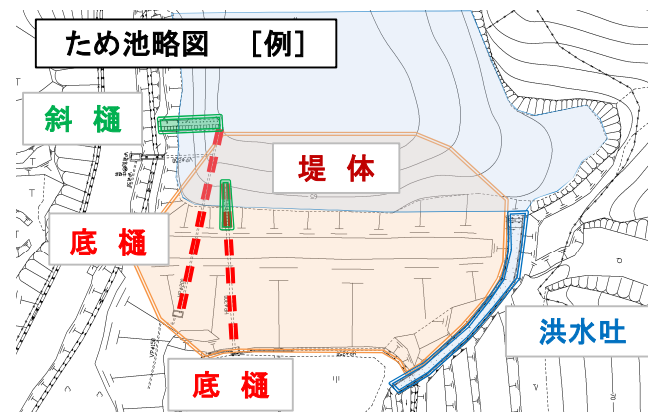 ため池略図 [例]
斜 樋
堤 体
底 樋
洪水吐
底 樋